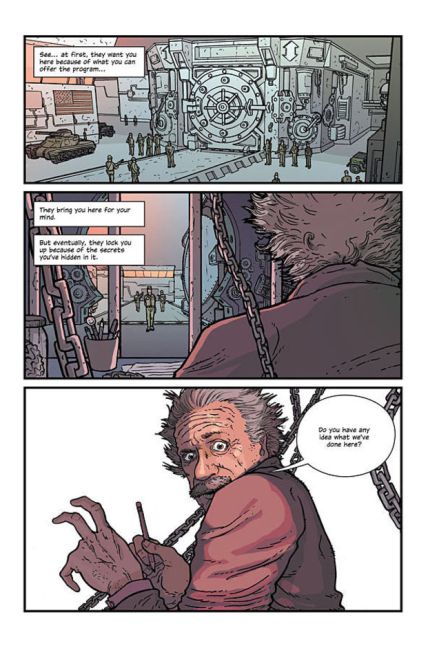 See... at first, they want you
here because of what you can
offer the program...
They bring you here for your
mind.
But eventually, they lock you
up because of the secrets
you've hidden in it.
Do you have any
idea what we've
done here?